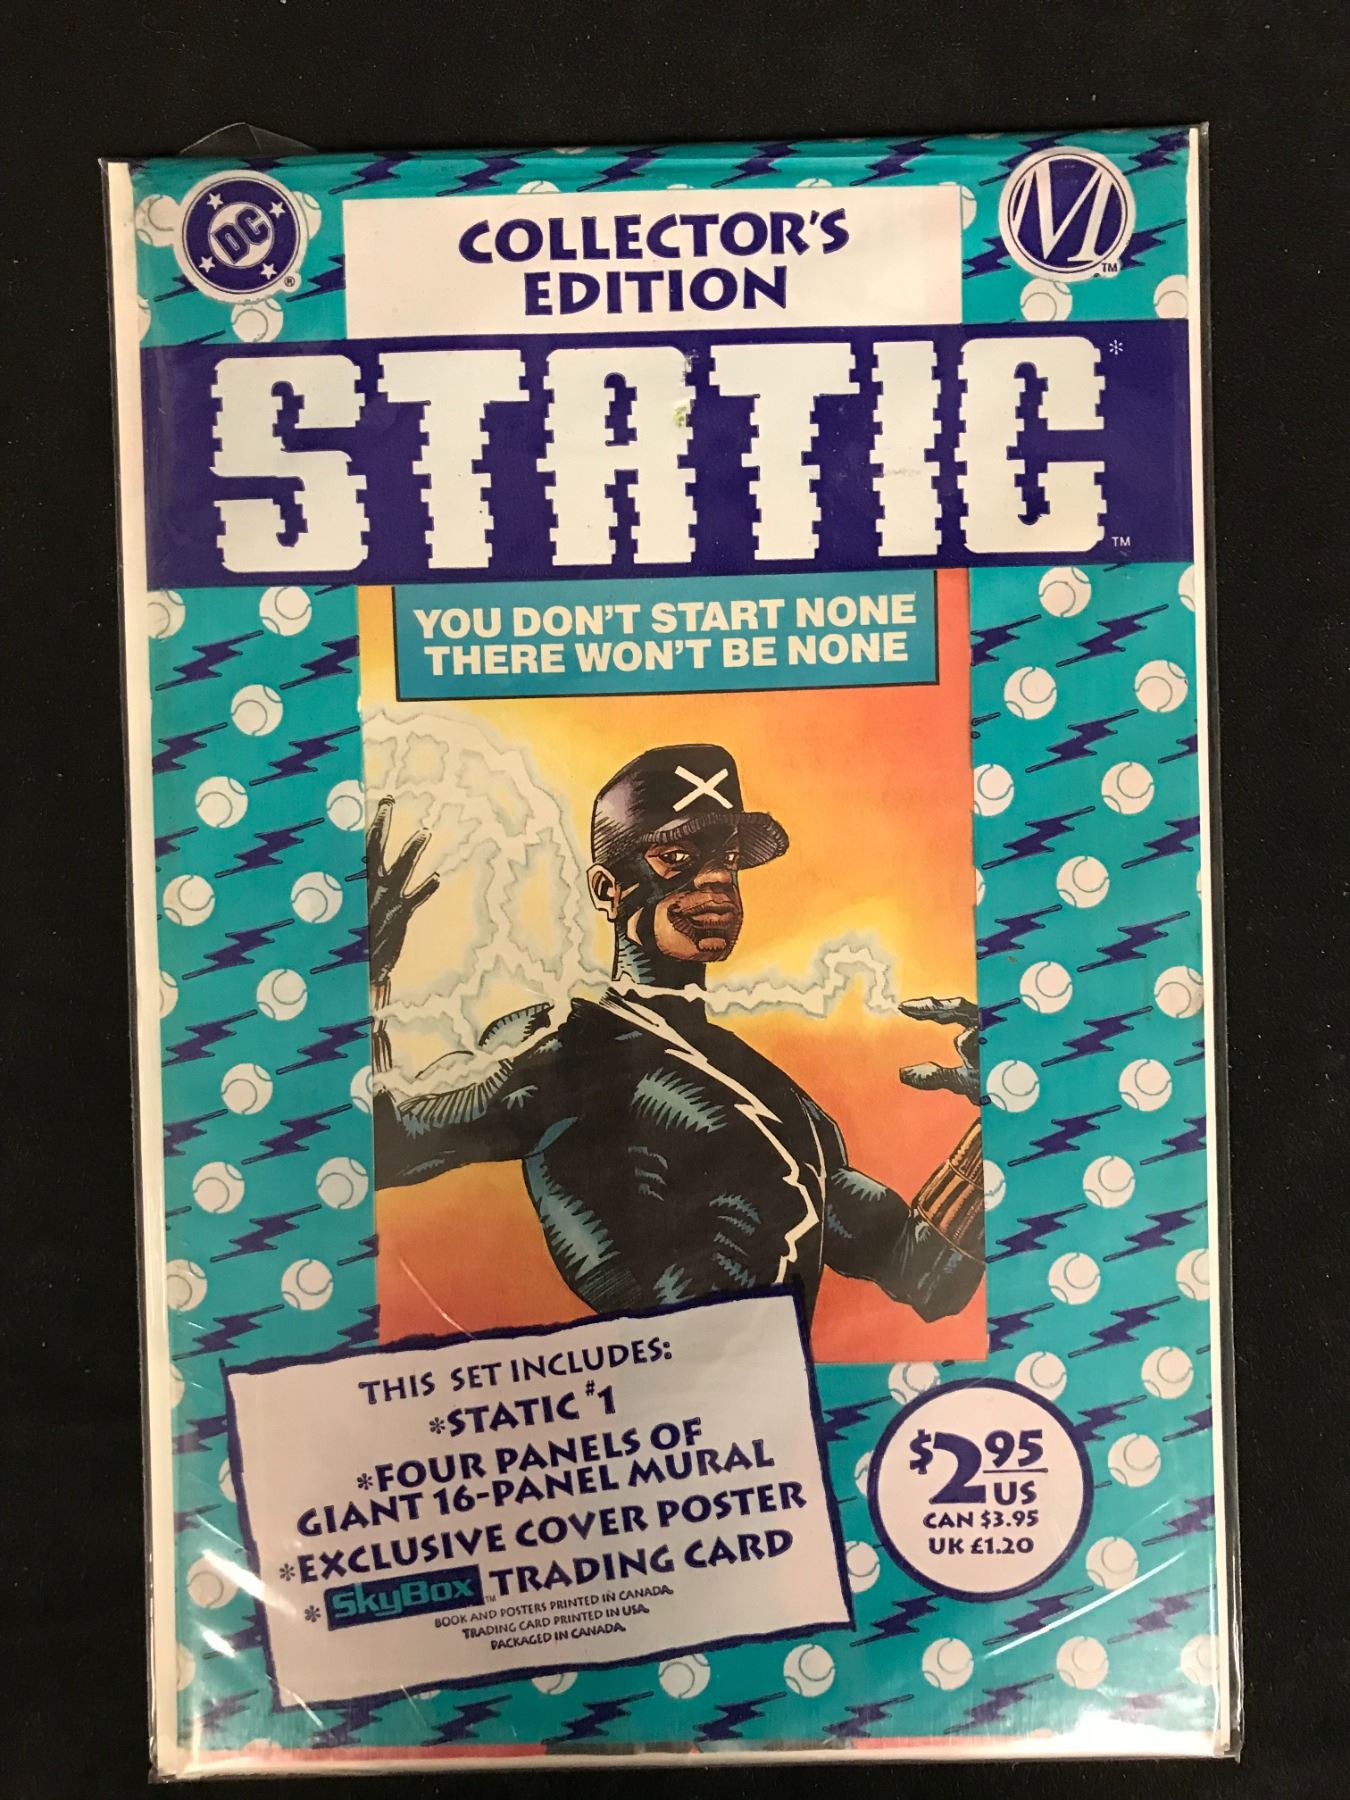 DC
®
M
TM
COLLECTOR'S
EDITION
STATIC*
TM
YOU DON'T START NONE
THERE WON'T BE NONE
X
THIS SET INCLUDES:
*STATIC #1
*FOUR PANELS OF
GIANT 16-PANEL MURAL
*EXCLUSIVE COVER POSTER
* SkyBox TM TRADING CARD
BOOK AND POSTERS PRINTED IN CANADA.
TRADING CARD PRINTED IN USA.
PACKAGED IN CANADA.
$2.95
US
CAN $3.95
UK £1.20